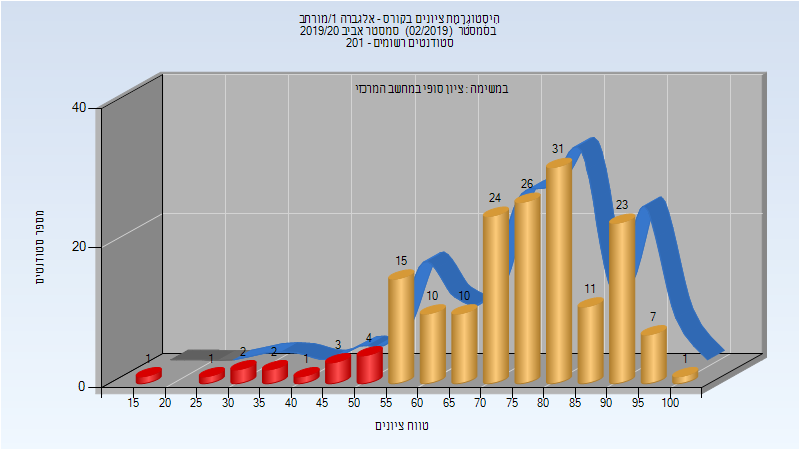 היסטוגרמת ציונים בקורס - אלגברה 1/מורחב
בסמסטר (02/2019) סמסטר אביב 2019/20
סטודנטים רשומים - 201
במשימה : ציון סופי במחשב המרכזי
40
20
0
מספר סטודנטים
1
1
2
2
1
3
4
15
10
10
24
26
31
11
23
7
1
15 20 25 30 35 40 45 50 55 60 65 70 75 80 85 90 95 100
טווח ציונים